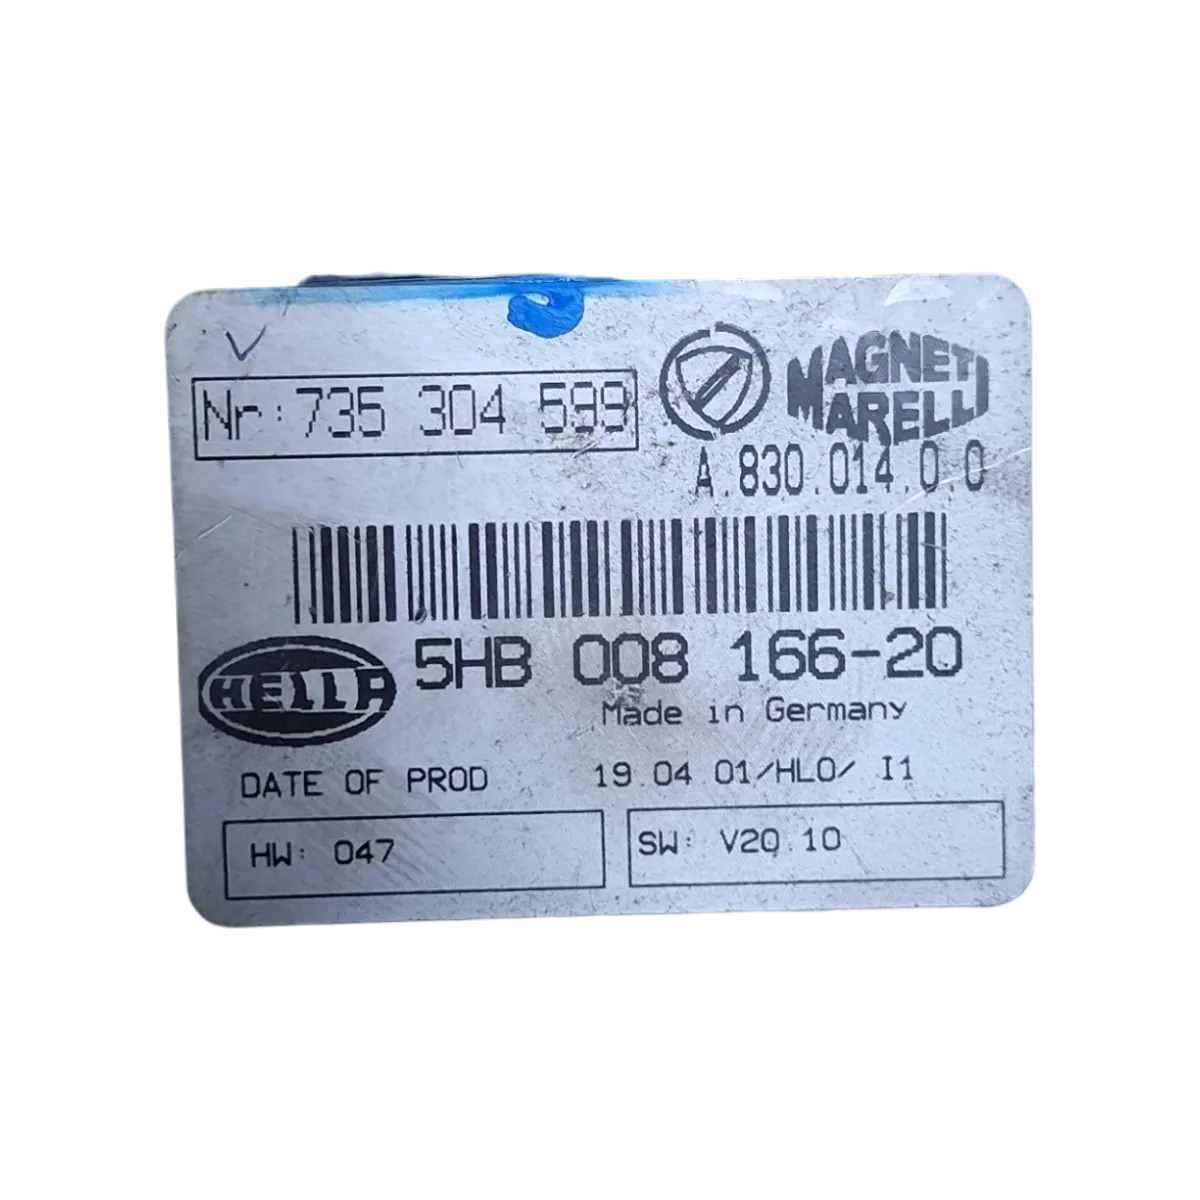 Nr: 735 304 599
MAGNETI
MARELLI
A.830.014.0.0
HELLA
5HB 008 166-20
Made in Germany
DATE OF PROD 19.04.01/HLO/ I1
HW: 047
SW: V20.10